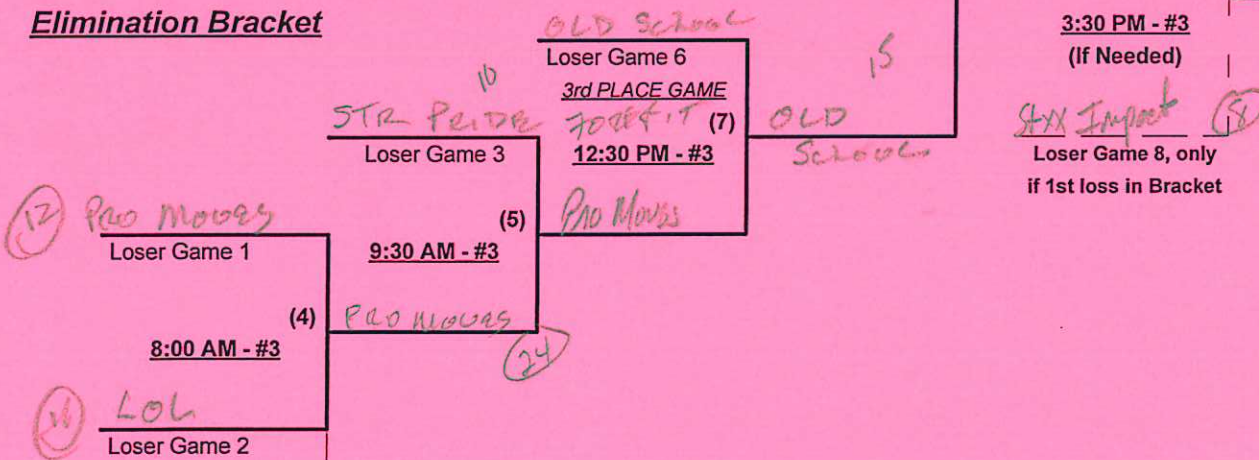 Elimination Bracket
OLD School
Loser Game 6
3rd PLACE GAME
FOREFIT (7)
12:30 PM - #3
15
OLD
School
3:30 PM - #3
(If Needed)
Stxx Impact 8
Loser Game 8, only
if 1st loss in Bracket
10
STR PRIDE
Loser Game 3
(5)
9:30 AM - #3
Pro Moves
12 Pro Moves
Loser Game 1
(4)
8:00 AM - #3
PRO MOVES
24
LOL
Loser Game 2